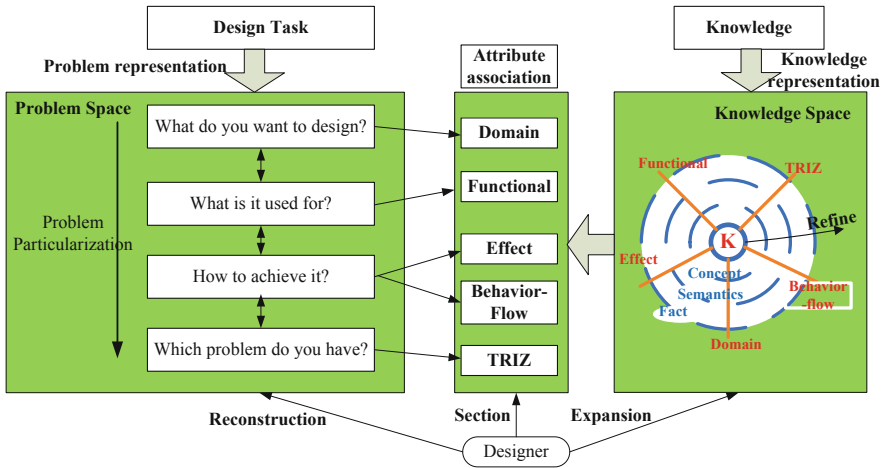 Design Task
Knowledge
Attribute
association
Problem representation
Knowledge
representation
Problem Space
What do you want to design?
What is it used for?
How to achieve it?
Which problem do you have?
Problem
Particularization
Domain
Functional
Effect
Behavior-
Flow
TRIZ
Knowledge Space
Functional
TRIZ
Refine
K
Effect
Concept
Semantics
Fact
Behavior
-flow
Domain
Reconstruction
Section
Expansion
Designer